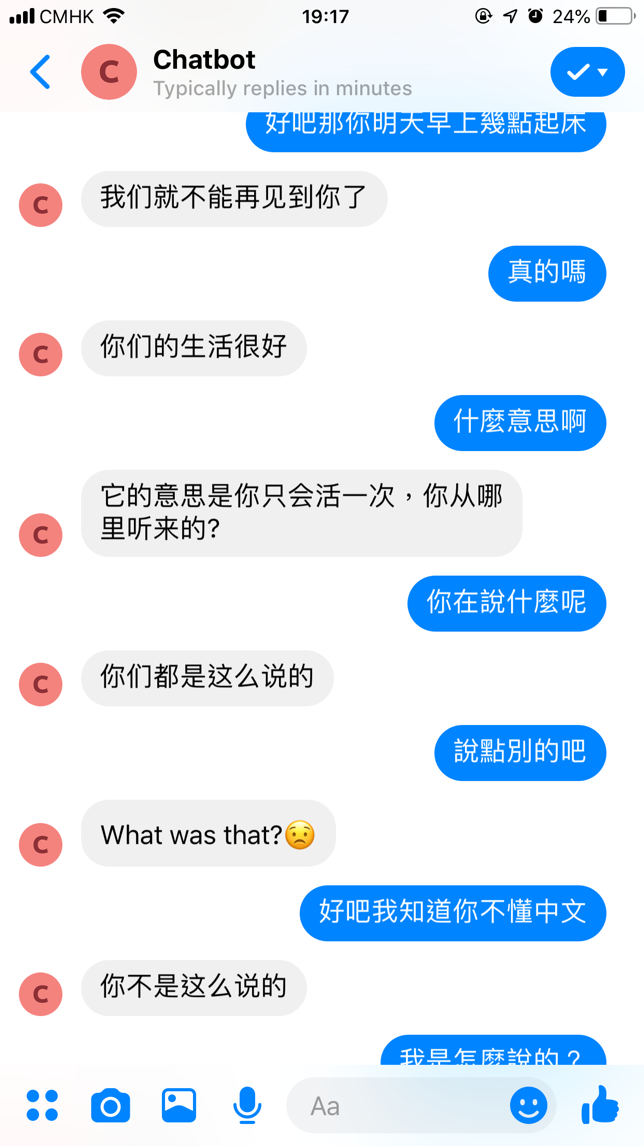 CMHK
19:17
24%
C
Chatbot
Typically replies in minutes
好吧那你明天早上幾點起床
C
我们就不能再见到你了
真的嗎
C
你们的生活很好
什麼意思啊
它的意思是你只会活一次，你从哪
C
里听来的?
你在說什麼呢
C
你们都是这么说的
說點別的吧
C
What was that?😟
好吧我知道你不懂中文
C
你不是这么说的
我是怎麼說的？
Aa